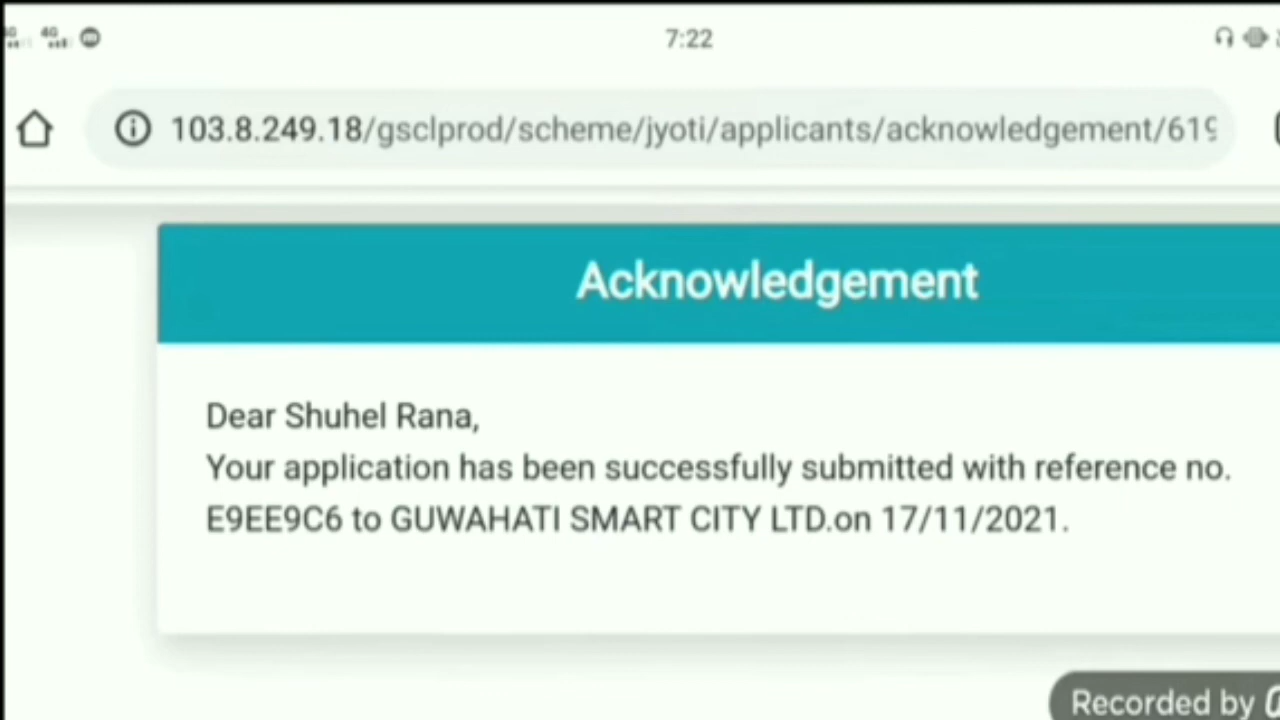 4G
7:22
103.8.249.18/gsclprod/scheme/jyoti/applicants/acknowledgement/619
Acknowledgement
Dear Shuhel Rana,
Your application has been successfully submitted with reference no.
E9EE9C6 to GUWAHATI SMART CITY LTD.on 17/11/2021.
Recorded by